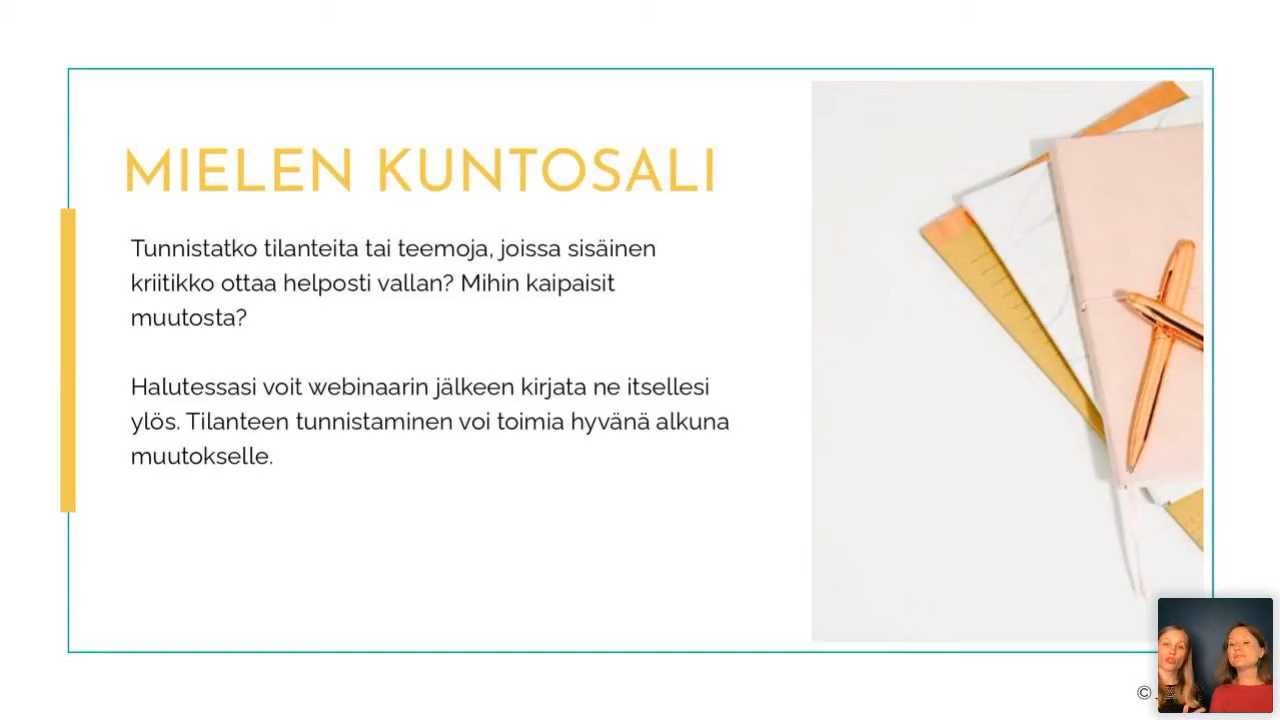 MIELEN KUNTOSALI
Tunnistatko tilanteita tai teemoja, joissa sisäinen
kriitikko ottaa helposti vallan? Mihin kaipaisit
muutosta?
Halutessasi voit webinaarin jälkeen kirjata ne itsellesi
ylös. Tilanteen tunnistaminen voi toimia hyvänä alkuna
muutokselle.
©